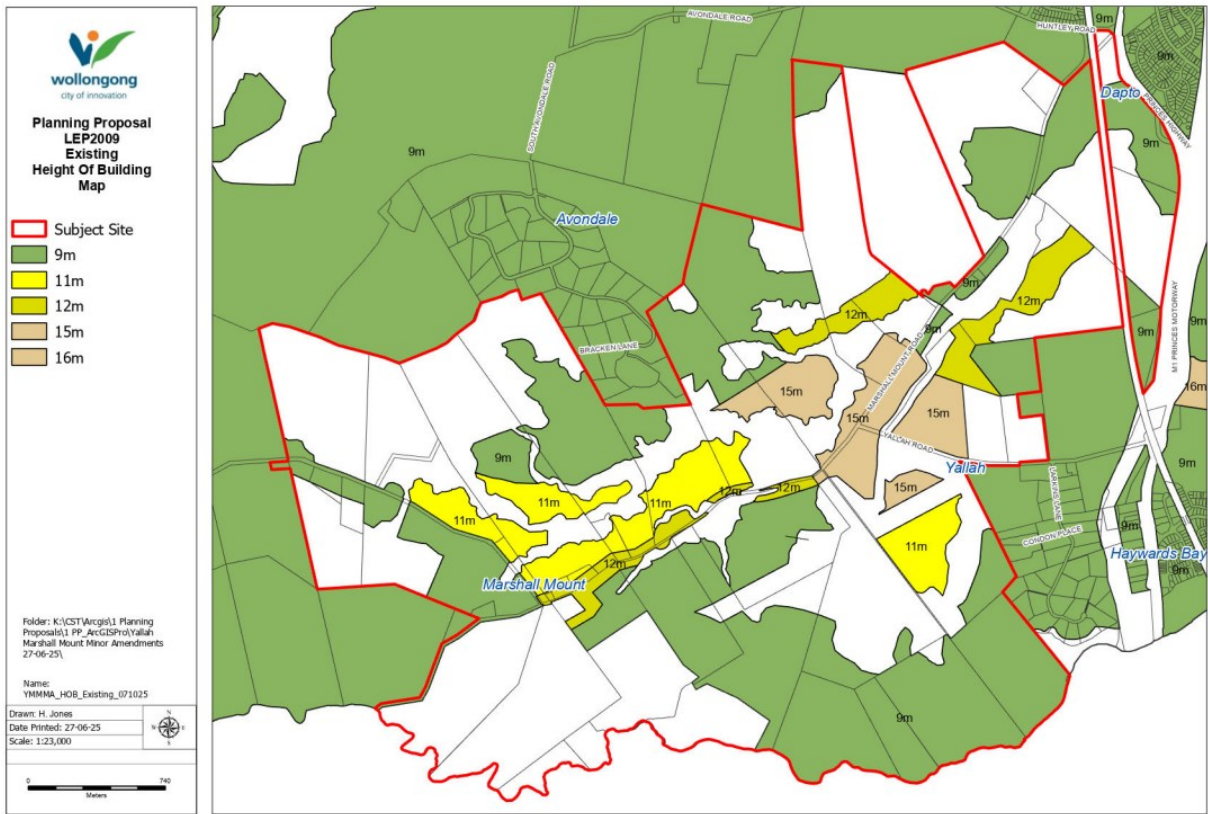 wollongong
city of innovation
Planning Proposal
LEP2009
Existing
Height Of Building
Map
Subject Site
9m
11m
12m
15m
16m
Folder: K:\CST\Arcgis\1 Planning
Proposals\1 PP_ArcGISPro\Yallah
Marshall Mount Minor Amendments
27-06-25\
Name:
YMMMA_HOB_Existing_071025
Drawn: H. Jones
Date Printed: 27-06-25
Scale: 1:23,000
N
E
S
0 740
Meters
AVONDALE ROAD
HUNTLEY ROAD
9m
9m
Dapto
PRINCES HIGHWAY
SOUTH AVONDALE ROAD
9m
9m
Avondale
9m
12m
12m
9m
MARSHALL MOUNT ROAD
M1 PRINCES MOTORWAY
9m
9m
BRACKEN LANE
16m
15m
15m
15m
YALLAH ROAD
9m
Yallah
9m
15m
LARKINS LANE
11m
11m
12m
12m
11m
CONDON PLACE
9m
11m
Haywards Bay
9m
12m
Marshall Mount
9m